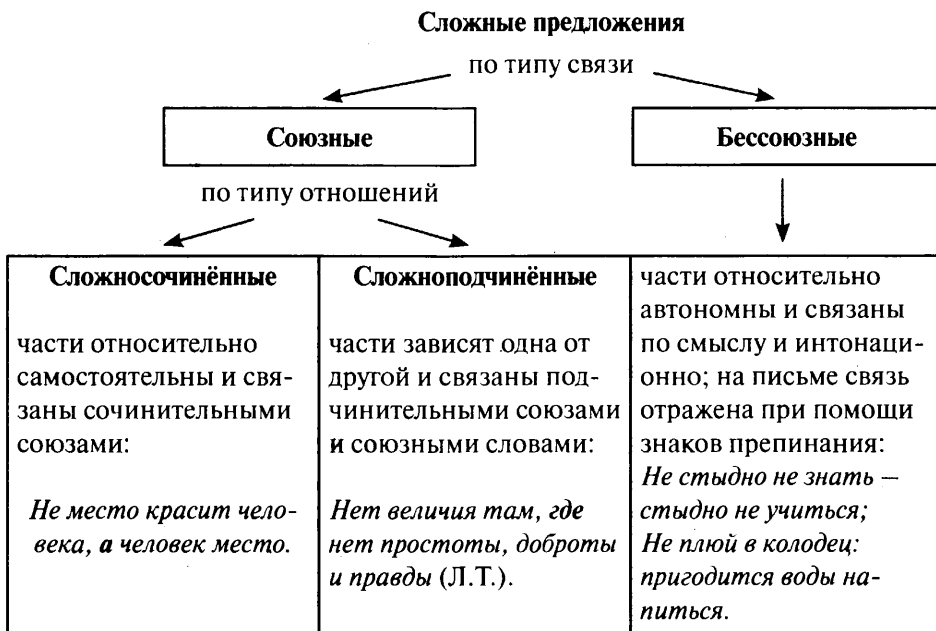 Сложные предложения
по типу связи
Союзные
Бессоюзные
по типу отношений
Сложносочинённые
части относительно
самостоятельны и свя-
заны сочинительными
союзами:
Не место красит чело-
века, а человек место.
Сложноподчинённые
части зависят одна от
другой и связаны под-
чинительными союзами
и союзными словами:
Нет величия там, где
нет простоты, доброты
и правды (Л.Т.).
части относительно
автономны и связаны
по смыслу и интонаци-
онно; на письме связь
отражена при помощи
знаков препинания:
Не стыдно не знать –
стыдно не учиться;
Не плюй в колодец:
пригодится воды на-
питься.